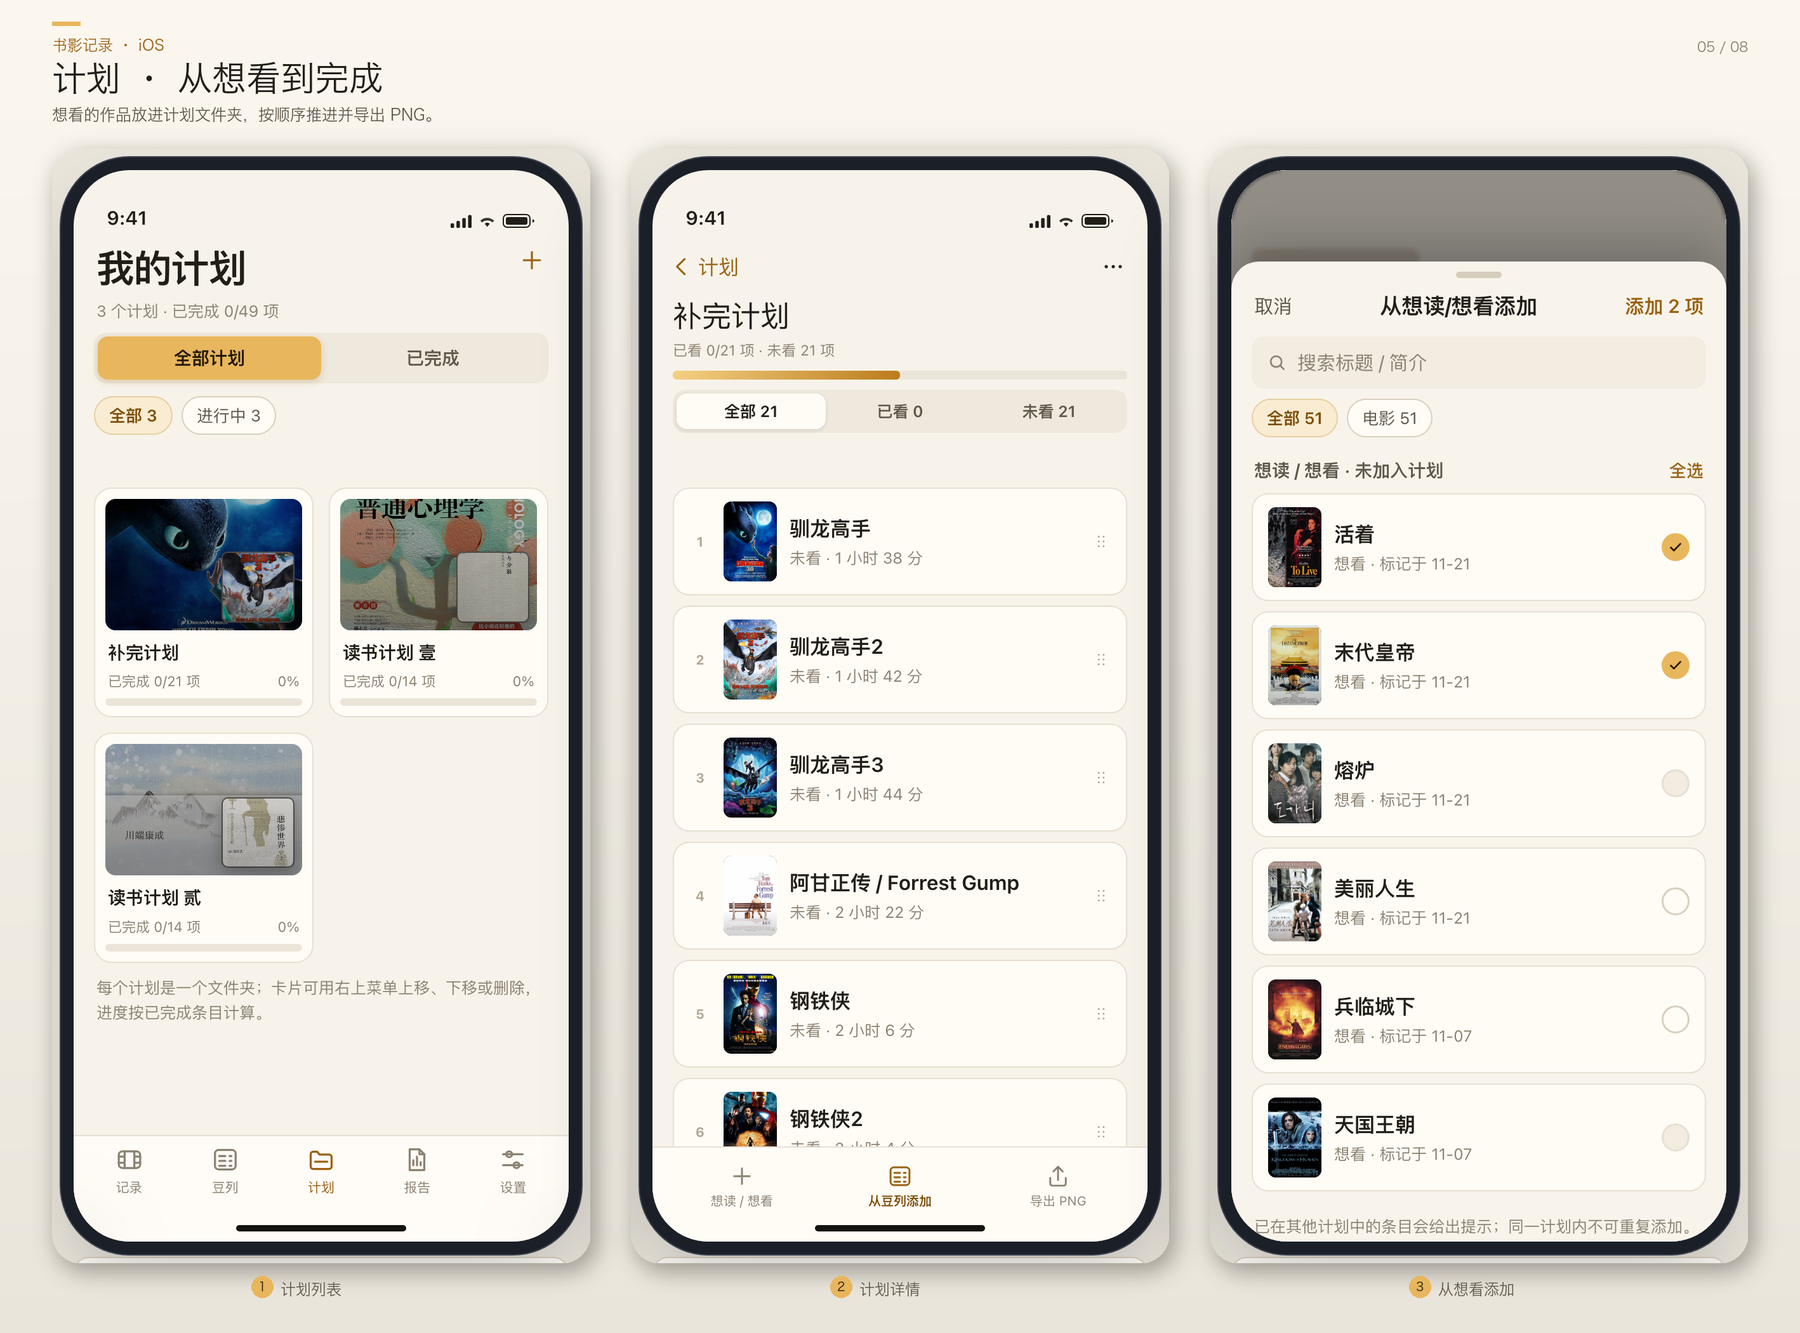 书影记录 · iOS
05 / 08
计划 · 从想看到完成
想看的作品放进计划文件夹，按顺序推进并导出 PNG。
9:41
我的计划
+
3 个计划 · 已完成 0/49 项
全部计划
已完成
全部 3
进行中 3
普通心理学
补完计划
已完成 0/21 项
0%
读书计划 壹
已完成 0/14 项
0%
川端康成
悲惨世界
读书计划 贰
已完成 0/14 项
0%
每个计划是一个文件夹；卡片可用右上菜单上移、下移或删除，
进度按已完成条目计算。
记录
豆列
计划
报告
设置
1 计划列表
9:41
计划
补完计划
已看 0/21 项 · 未看 21 项
全部 21
已看 0
未看 21
1
驯龙高手
未看 · 1 小时 38 分
2
驯龙高手2
未看 · 1 小时 42 分
3
驯龙高手3
未看 · 1 小时 44 分
4
Forrest Gump
阿甘正传 / Forrest Gump
未看 · 2 小时 22 分
5
钢铁侠
未看 · 2 小时 6 分
6
钢铁侠2
想读 / 想看
从豆列添加
导出 PNG
2 计划详情
取消
从想读/想看添加
添加 2 项
搜索标题 / 简介
全部 51
电影 51
想读 / 想看 · 未加入计划
全选
To Live
活着
想看 · 标记于 11-21
末代皇帝
想看 · 标记于 11-21
도가니
熔炉
想看 · 标记于 11-21
美丽人生
想看 · 标记于 11-21
兵临城下
想看 · 标记于 11-07
天国王朝
想看 · 标记于 11-07
已在其他计划中的条目会给出提示；同一计划内不可重复添加。
3 从想看添加